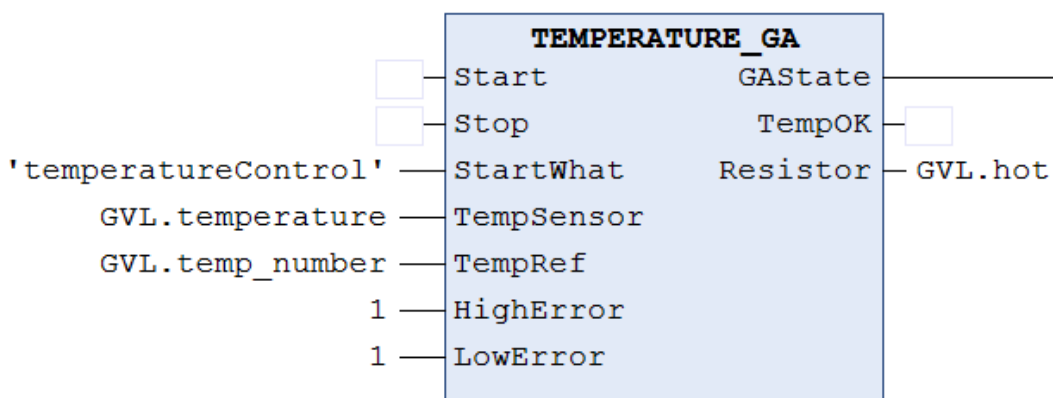 TEMPERATURE_GA
Start GAState
Stop TempOK
'temperatureControl' StartWhat Resistor GVL.hot
GVL.temperature TempSensor
GVL.temp_number TempRef
1 HighError
1 LowError